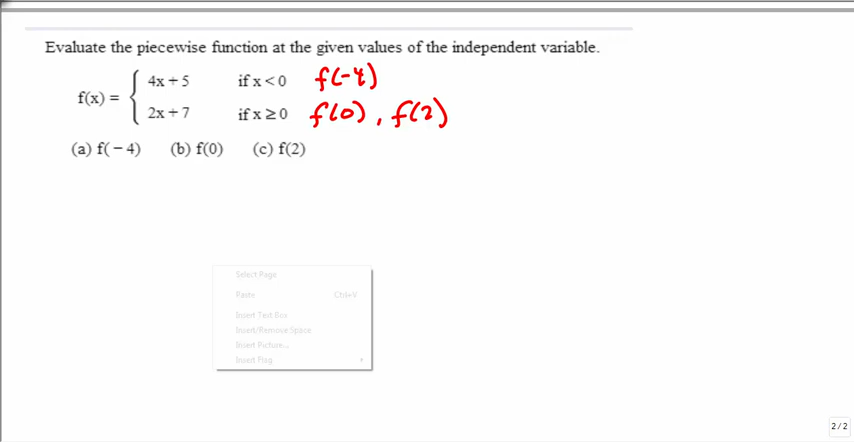 Evaluate the piecewise function at the given values of the independent variable.
f(x) = { 4x + 5 if x < 0 f(-4)
2x + 7 if x ≥ 0 f(0), f(2)
(a) f( − 4) (b) f(0) (c) f(2)
Select Page
Paste Ctrl+V
Insert Text Box
Insert/Remove Space
Insert Picture...
Insert Flag
2 / 2